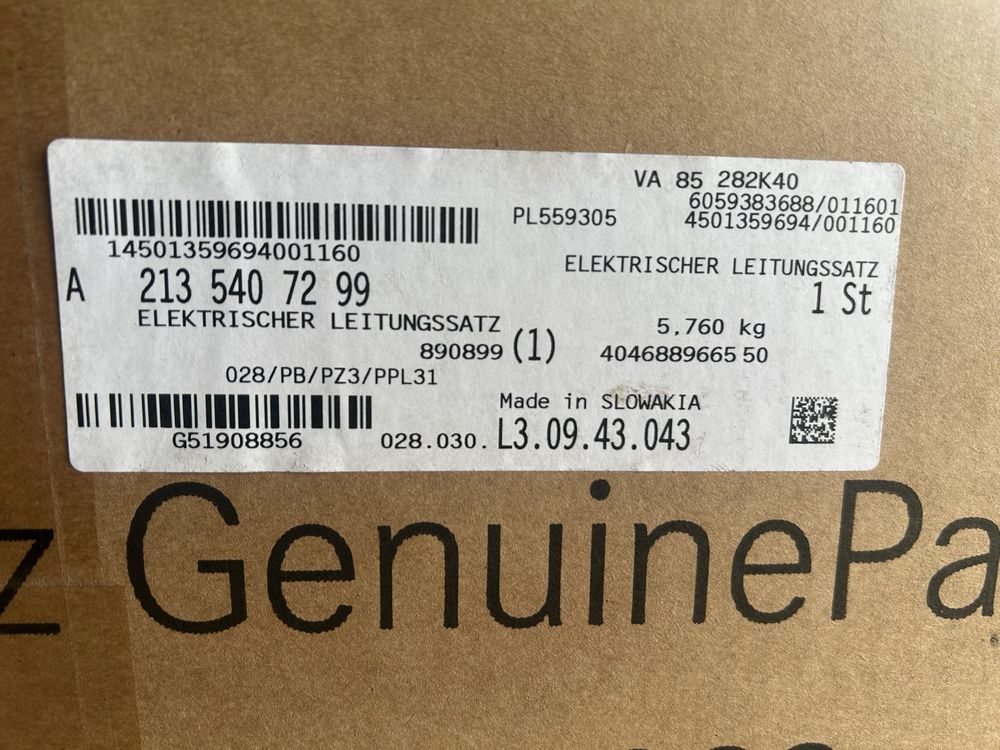 VA 85 282K40
6059383688/011601
PL559305 4501359694/001160
14501359694001160
ELEKTRISCHER LEITUNGSSATZ
A 213 540 72 99 1 St
ELEKTRISCHER LEITUNGSSATZ
5,760 kg
890899 (1) 404688966550
028/PB/PZ3/PPL31
Made in SLOWAKIA
G51908856 028.030. L3.09.43.043
z GenuinePa